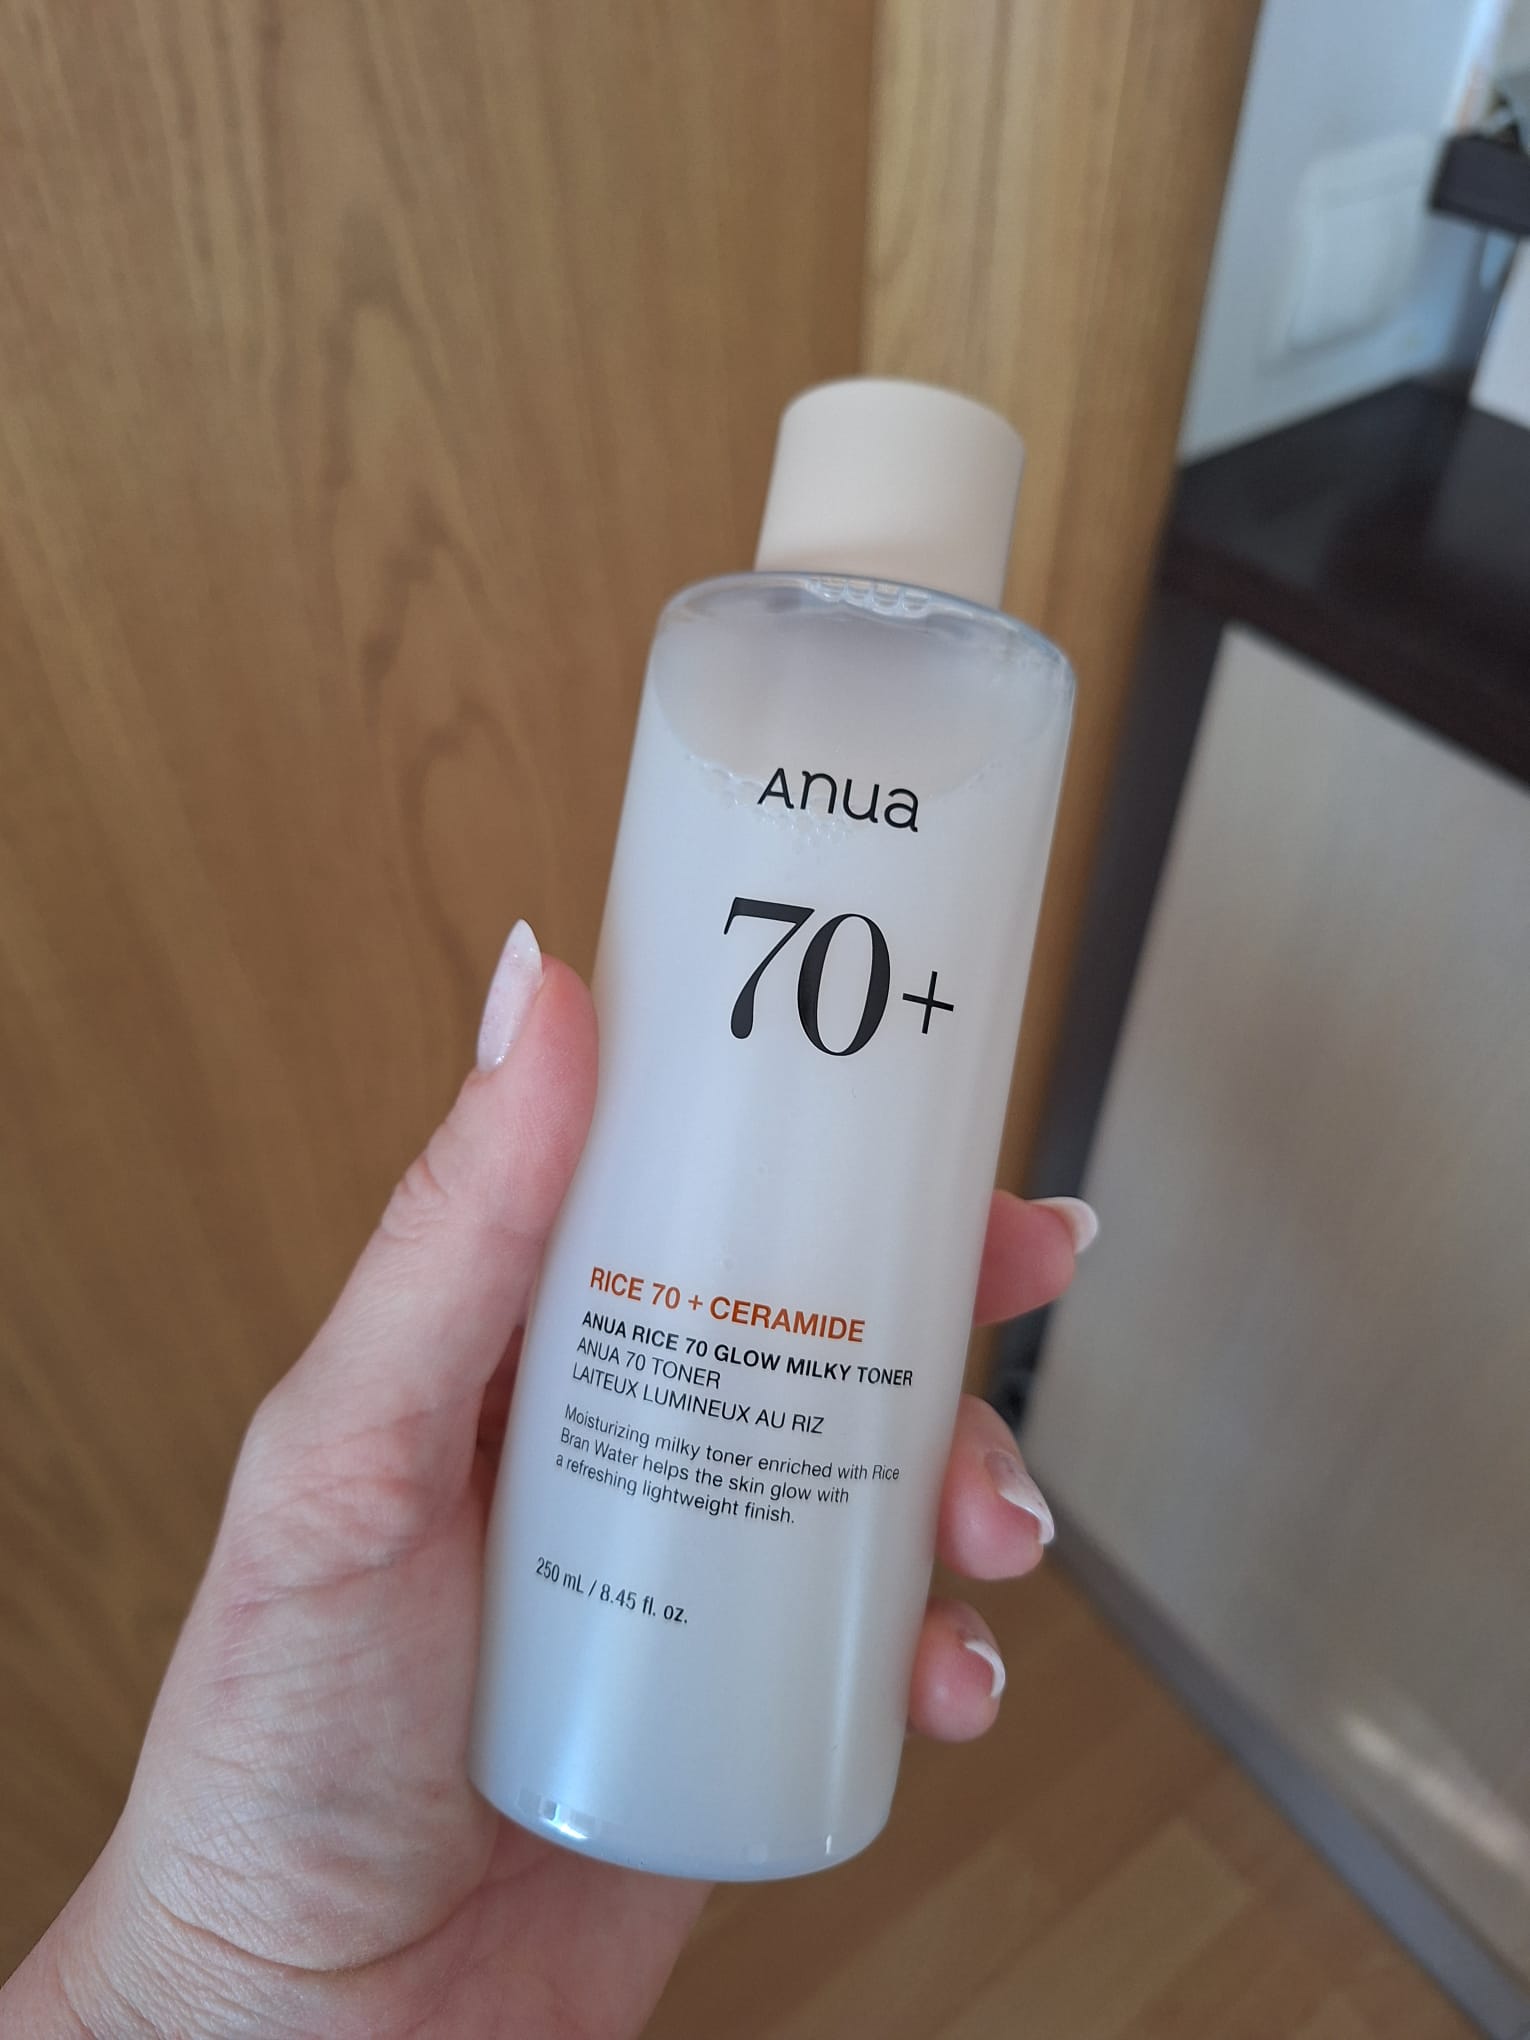 Anua
70+
RICE 70 + CERAMIDE
ANUA RICE 70 GLOW MILKY TONER
ANUA 70 TONER
LAITEUX LUMINEUX AU RIZ
Moisturizing milky toner enriched with Rice
Bran Water helps the skin glow with
a refreshing lightweight finish.
250 mL / 8.45 fl. oz.